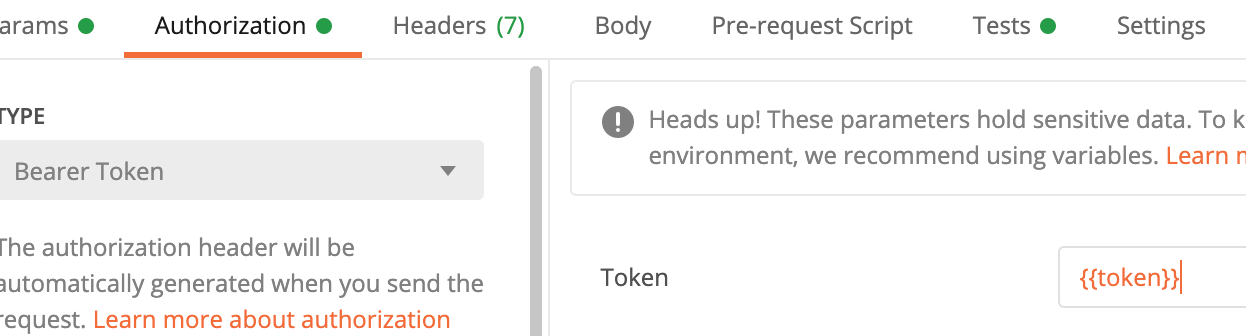 arams Authorization Headers (7) Body Pre-request Script Tests Settings
TYPE
Bearer Token
The authorization header will be
automatically generated when you send the
request. Learn more about authorization
! Heads up! These parameters hold sensitive data. To k
environment, we recommend using variables. Learn m
Token {{token}}